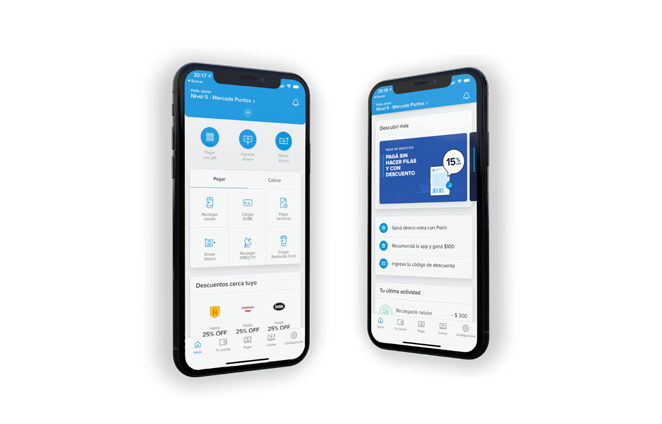 20:17
Buscar
Hola Javier
Nivel 5 - Mercado Puntos
Pagar
con QR
Ingresar
dinero
Retirar
dinero
Pagar
Cobrar
Recargar
celular
Cargar
SUBE
Pagar
servicios
Enviar
dinero
Recargar
DIRECTV
Cargar
Starbucks Card
Descuentos cerca tuyo
Hasta
25% OFF
Hasta
25% OFF
Hasta
25% OFF
Inicio
Tu cuenta
Pagar
Configuración
20:18
Buscar
Hola Javier
Nivel 5 - Mercado Puntos
Descubrí más
PAGO DE SERVICIOS
PAGÁ SIN
HACER FILAS
Y CON
DESCUENTO
15%
Ganá dinero extra con Point
Recomendá la app y ganá $100
Ingresá tu código de descuento
Tu última actividad
Recargaste celular
- $ 300
Inicio
Tu cuenta
Pagar
Configuración